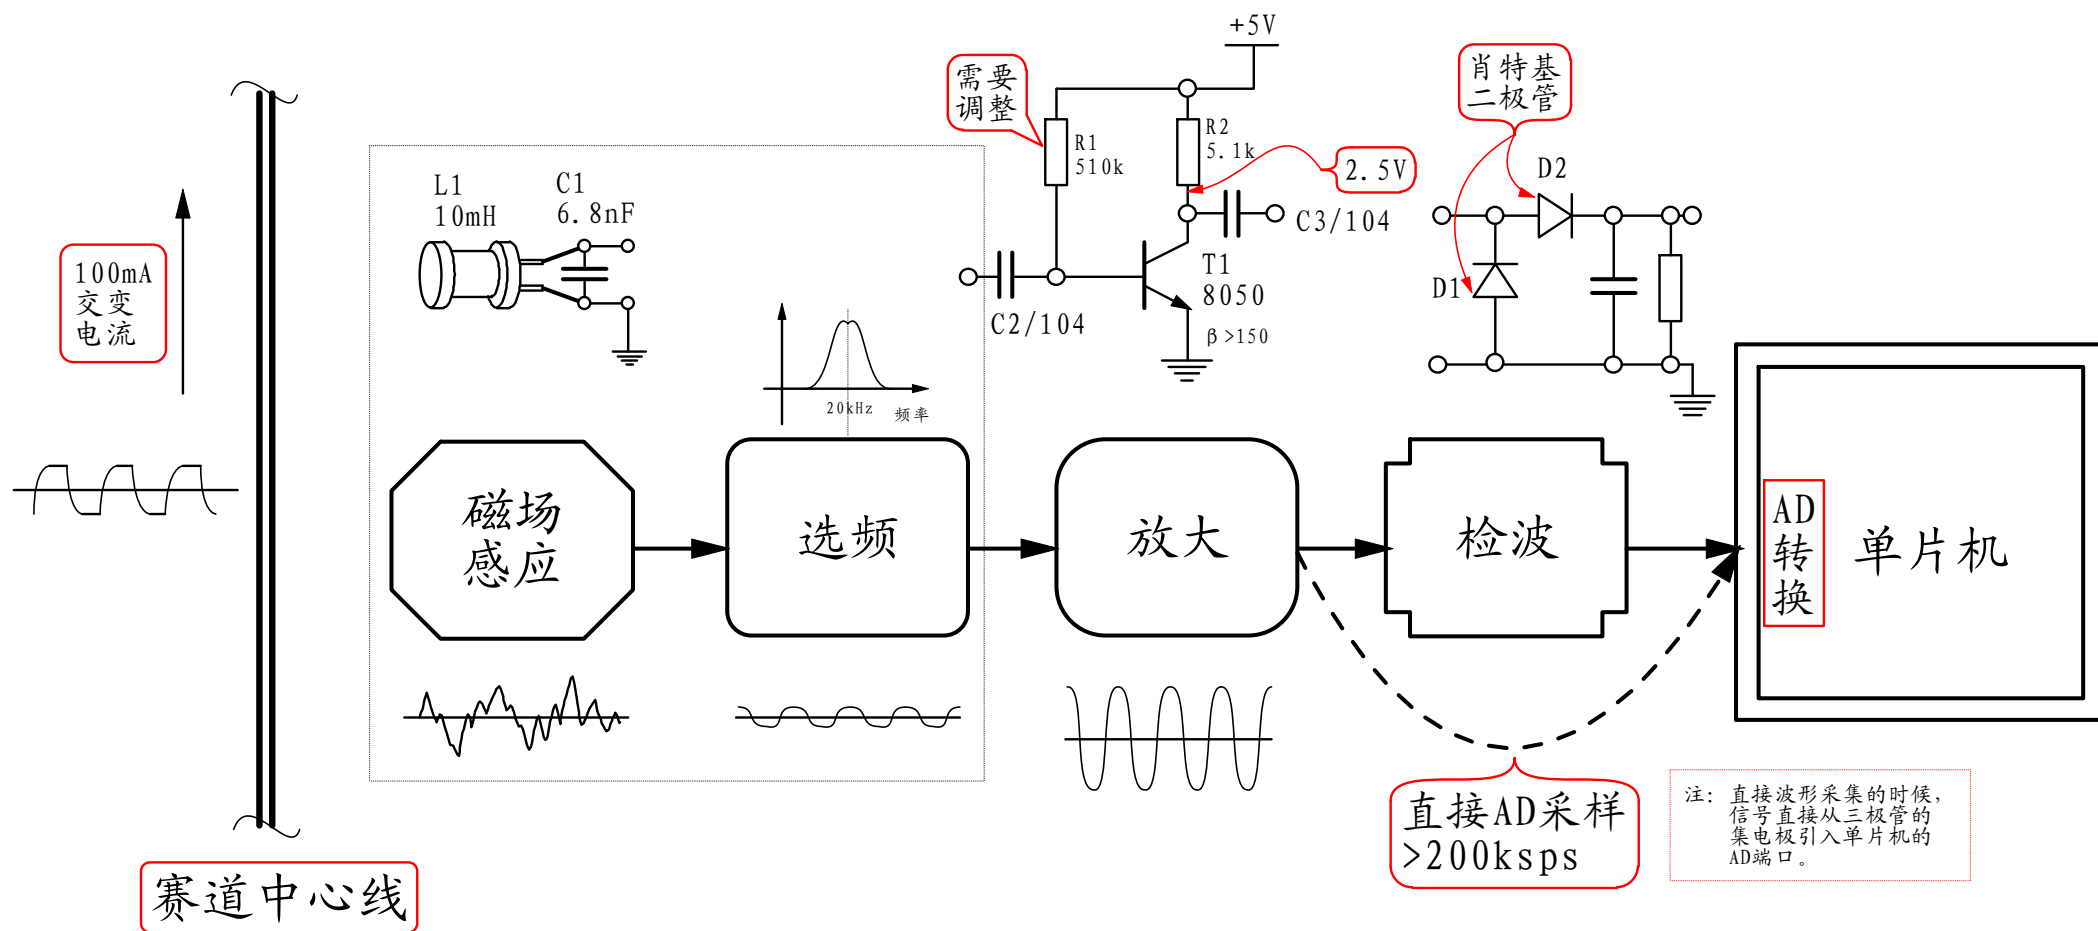 +5V
需要
调整
肖特基
二极管
R1
510k
R2
5.1k
2.5V
D2
L1
10mH
C1
6.8nF
C3/104
100mA
交变
电流
T1
8050
β>150
C2/104
D1
20kHz
频率
磁场
感应
选频
放大
检波
AD
转
换
单片机
直接AD采样
>200ksps
注：直接波形采集的时候，
信号直接从三极管的
集电极引入单片机的
AD端口。
赛道中心线